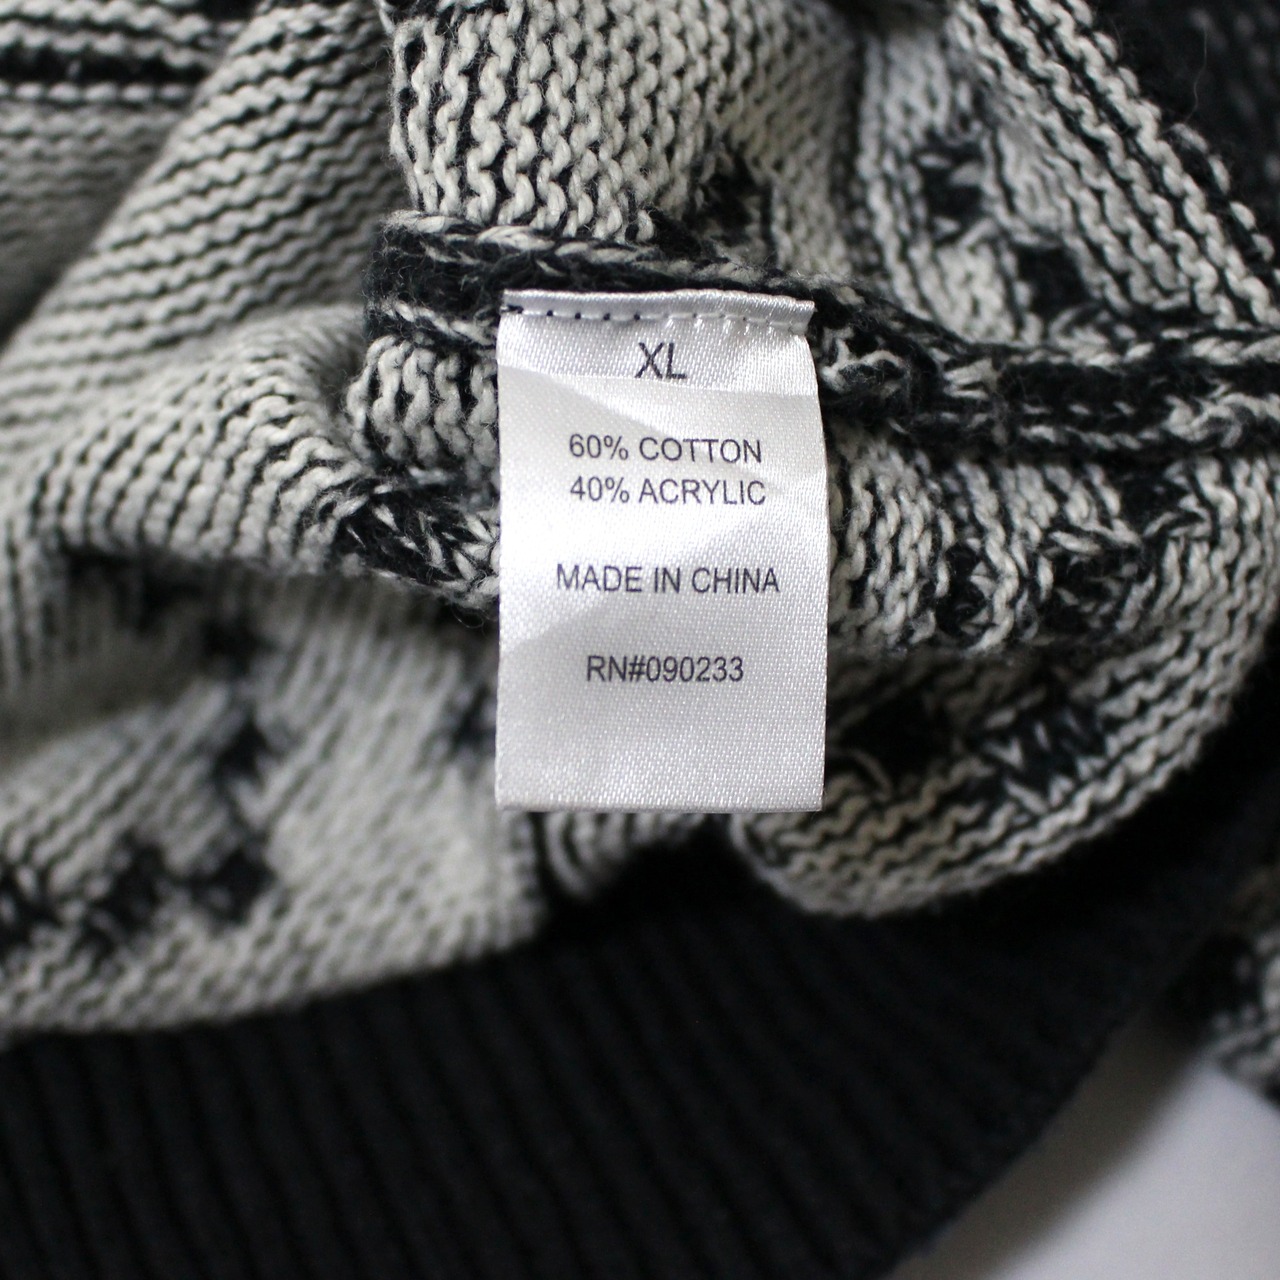 XL
60% COTTON
40% ACRYLIC
MADE IN CHINA
RN#090233